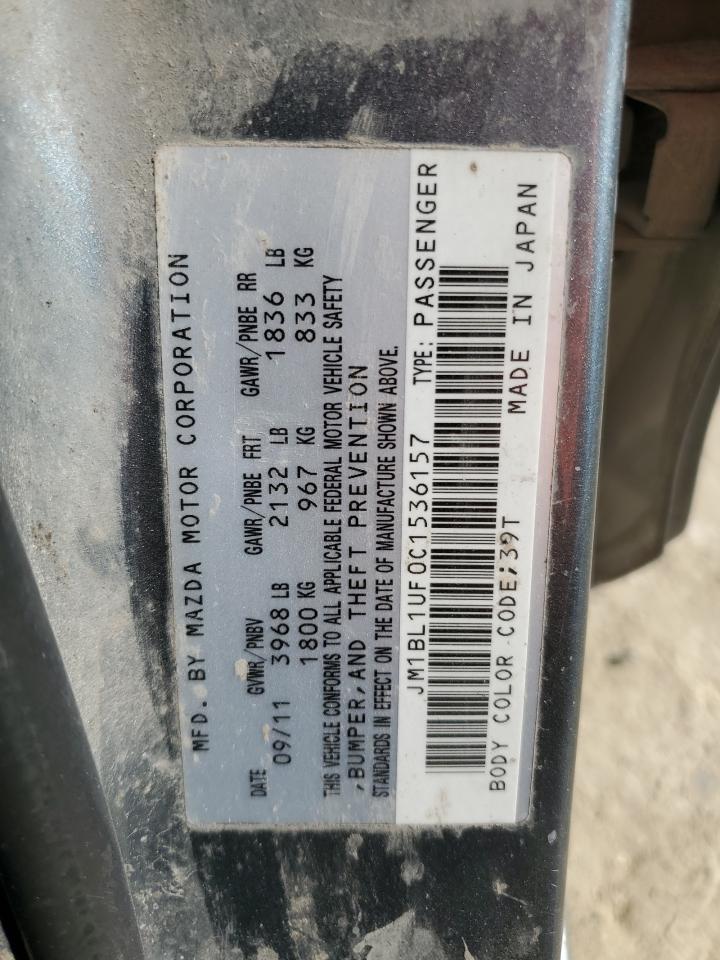 MFD. BY MAZDA MOTOR CORPORATION
DATE GVWR/PNBV GAWR/PNBE FRT GAWR/PNBE RR
09/11 3968 LB 2132 LB 1836 LB
1800 KG 967 KG 833 KG
THIS VEHICLE CONFORMS TO ALL APPLICABLE FEDERAL MOTOR VEHICLE SAFETY
,BUMPER,AND THEFT PREVENTION
STANDARDS IN EFFECT ON THE DATE OF MANUFACTURE SHOWN ABOVE.
JM1BL1UF0C1536157 TYPE: PASSENGER
BODY COLOR CODE;39T MADE IN JAPAN